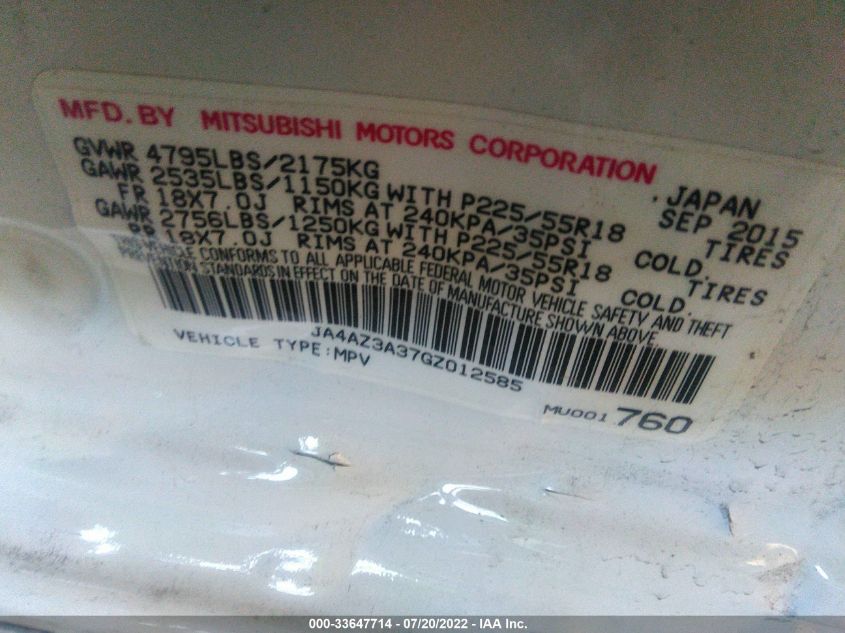 MFD. BY MITSUBISHI MOTORS CORPORATION
. JAPAN
GVWR 4795LBS/2175KG SEP 2015
GAWR 2535LBS/1150KG WITH P225/55R18 TIRES
FR 18X7.0J RIMS AT 240KPA/35PSI COLD.
GAWR 2756LBS/1250KG WITH P225/55R18 TIRES
RR 18X7.0J RIMS AT 240KPA/35PSI COLD.
THIS VEHICLE CONFORMS TO ALL APPLICABLE FEDERAL MOTOR VEHICLE SAFETY AND THEFT
PREVENTION STANDARDS IN EFFECT ON THE DATE OF MANUFACTURE SHOWN ABOVE.
JA4AZ3A37GZ012585
VEHICLE TYPE:MPV
MU001760
000-33647714 - 07/20/2022 - IAA Inc.